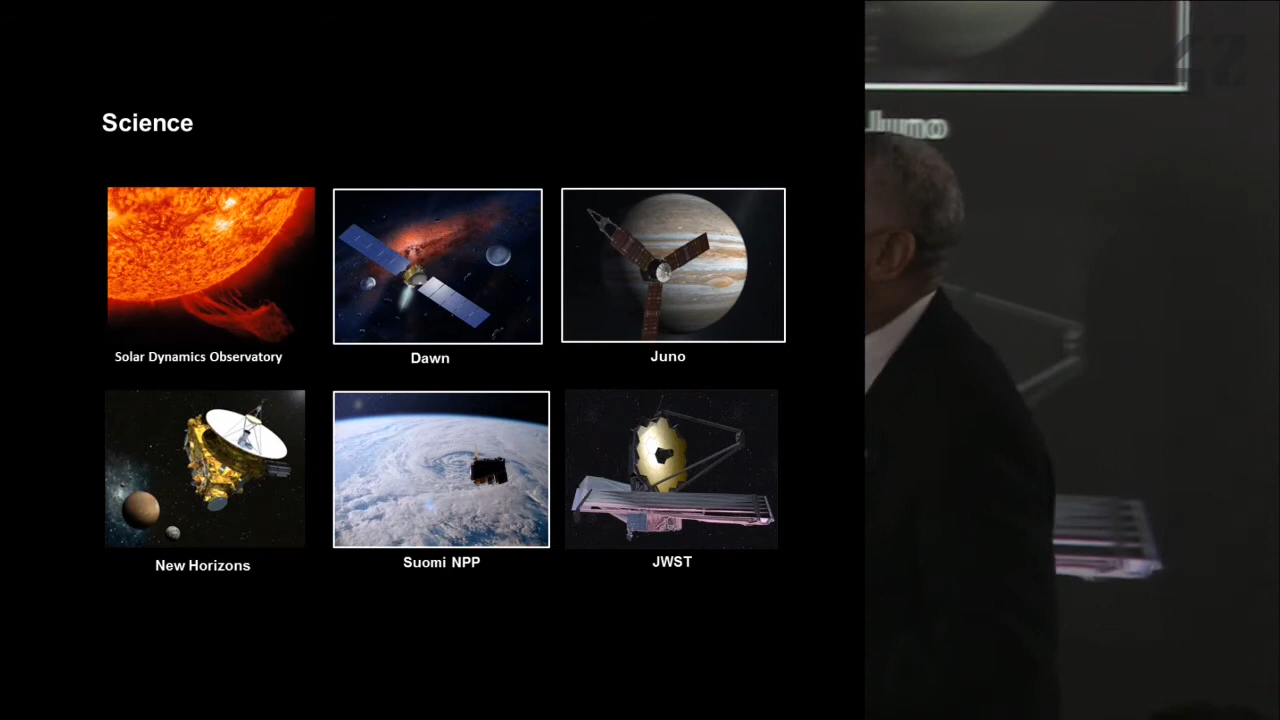 Science
Solar Dynamics Observatory
Dawn
Juno
New Horizons
Suomi NPP
JWST
Juno